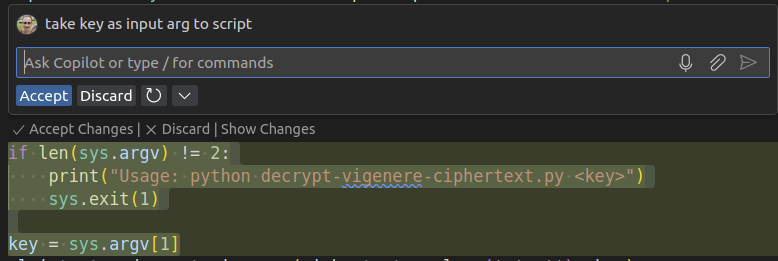 take key as input arg to script
Ask Copilot or type / for commands
Accept Discard
Accept Changes | Discard | Show Changes
if len(sys.argv) != 2:
    print("Usage: python decrypt-vigenere-ciphertext.py <key>")
    sys.exit(1)
key = sys.argv[1]